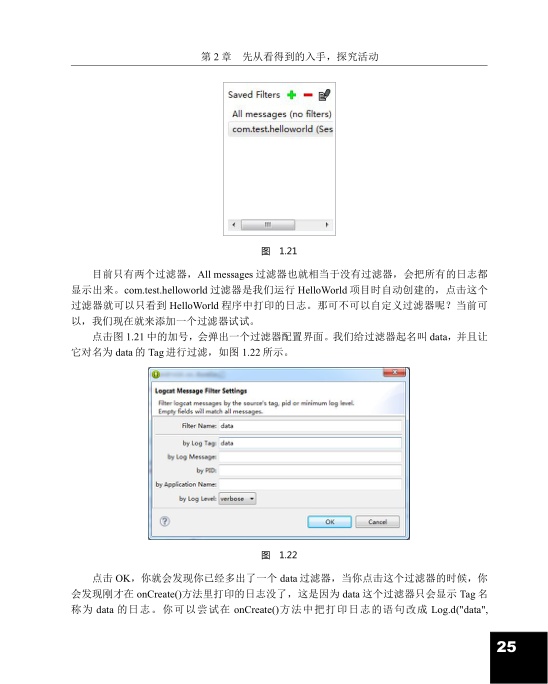 第 2 章 先从看得到的入手，探究活动
Saved Filters
All messages (no filters)
com.test.helloworld (Ses
图 1.21
目前只有两个过滤器，All messages 过滤器也就相当于没有过滤器，会把所有的日志都
显示出来。com.test.helloworld 过滤器是我们运行 HelloWorld 项目时自动创建的，点击这个
过滤器就可以只看到 HelloWorld 程序中打印的日志。那可不可以自定义过滤器呢？当前可
以，我们现在就来添加一个过滤器试试。
点击图 1.21 中的加号，会弹出一个过滤器配置界面。我们给过滤器起名叫 data，并且让
它对名为 data 的 Tag 进行过滤，如图 1.22 所示。
Logcat Message Filter Settings
Filter logcat messages by the source's tag, pid or minimum log level.
Empty fields will match all messages.
Filter Name: data
by Log Tag: data
by Log Message:
by PID:
by Application Name:
by Log Level: verbose
OK Cancel
图 1.22
点击 OK，你就会发现你已经多出了一个 data 过滤器，当你点击这个过滤器的时候，你
会发现刚才在 onCreate()方法里打印的日志没了，这是因为 data 这个过滤器只会显示 Tag 名
称为 data 的日志。你可以尝试在 onCreate()方法中把打印日志的语句改成 Log.d("data",
25